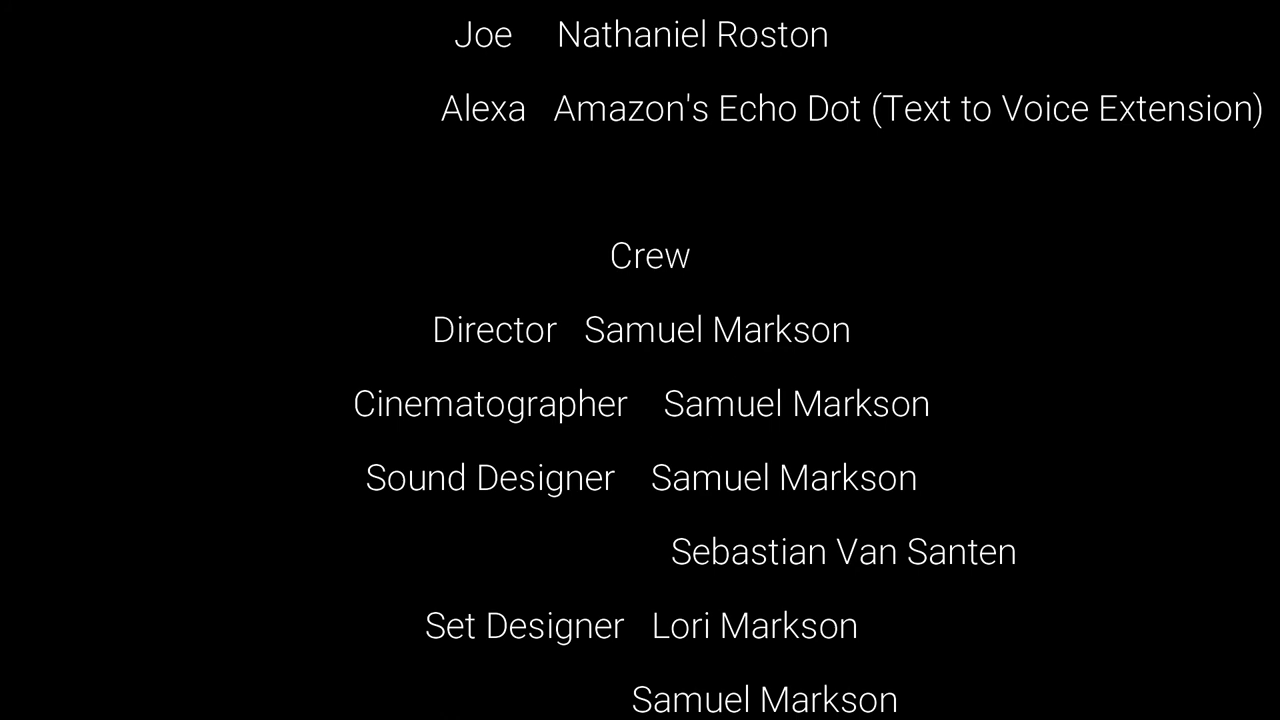 Joe Nathaniel Roston
Alexa Amazon's Echo Dot (Text to Voice Extension)
Crew
Director Samuel Markson
Cinematographer Samuel Markson
Sound Designer Samuel Markson
Sebastian Van Santen
Set Designer Lori Markson
Samuel Markson